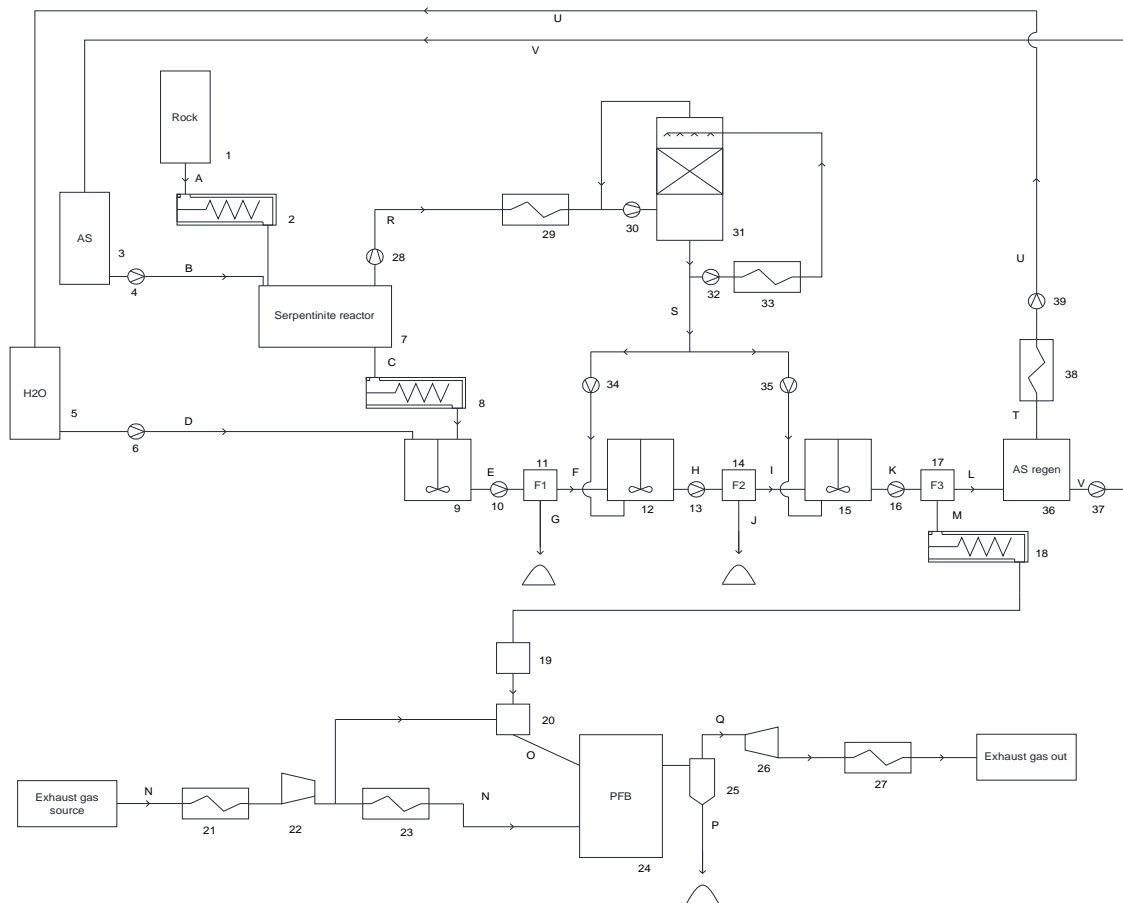 U
V
Rock
1
A
2
AS
3
B
4
R
28
29
30
31
32
33
S
Serpentinite reactor
7
C
8
H2O
5
D
6
34
35
U
39
38
T
E
9
10
11
F1
F
G
12
H
13
14
F2
I
J
15
K
16
17
F3
L
M
AS regen
V
36
37
18
19
20
O
Q
26
Exhaust gas out
27
Exhaust gas
source
N
21
22
23
N
PFB
24
25
P